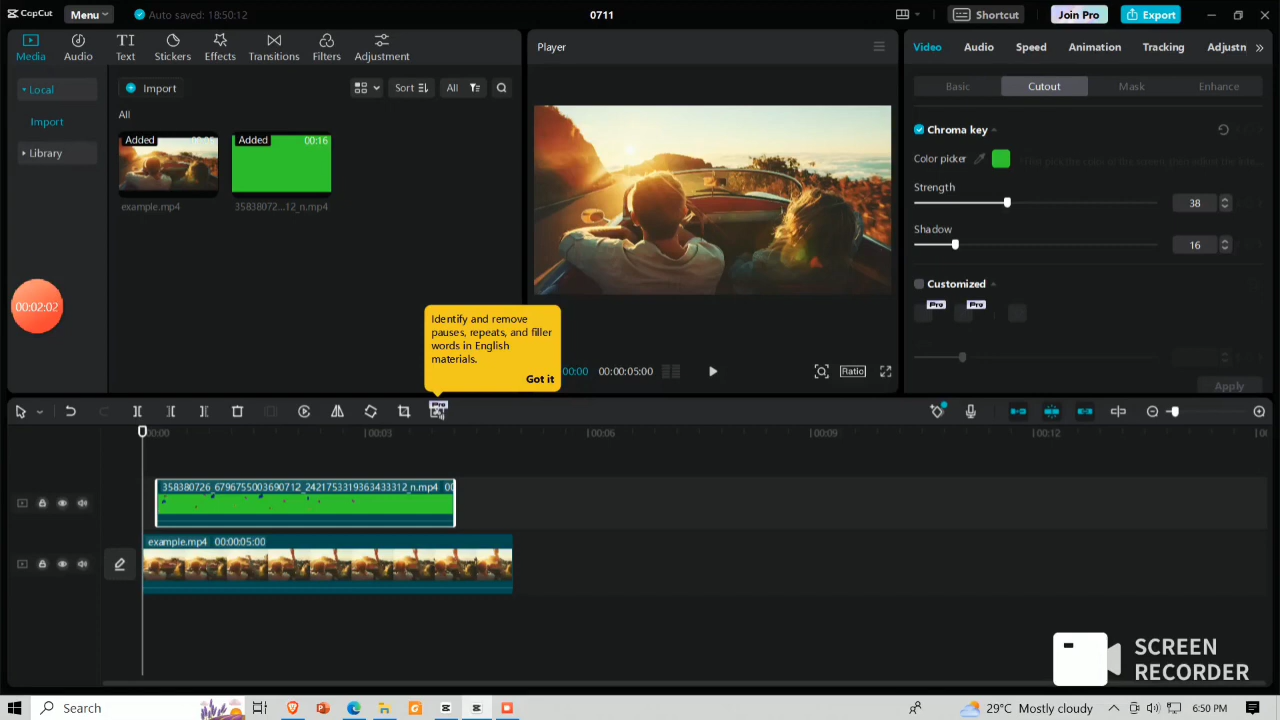 CapCut
Menu
Auto saved: 18:50:12
0711
Shortcut
Join Pro
Export
Media
Audio
Text
Stickers
Effects
Transitions
Filters
Adjustment
Player
Video
Audio
Speed
Animation
Tracking
Adjustn
Local
Import
Library
Import
Sort
All
All
Added
Added
00:16
example.mp4
35838072...12_n.mp4
Basic
Cutout
Mask
Enhance
Chroma key
Color picker
Strength
38
Shadow
16
Customized
Pro
Pro
Apply
00:02:02
Identify and remove
pauses, repeats, and filler
words in English
materials.
Got it
00:00
00:00:05:00
Ratio
Pro
00:00
00:03
00:06
00:09
00:12
358380726_6796755003690712_2421753319363433312_n.mp4
example.mp4 00:00:05:00
SCREEN
RECORDER
Search
29°C Mostly cloudy
6:50 PM